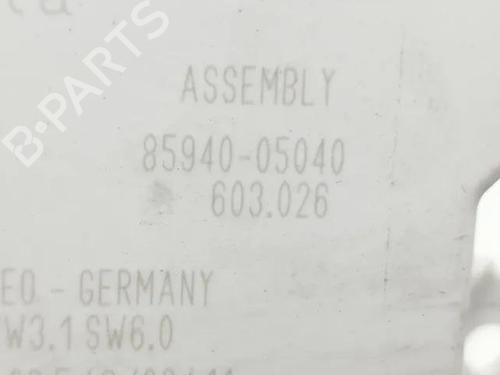 B-PARTS
ASSEMBLY
85940-05040
603.026
EO - GERMANY
W3.1 SW6.0